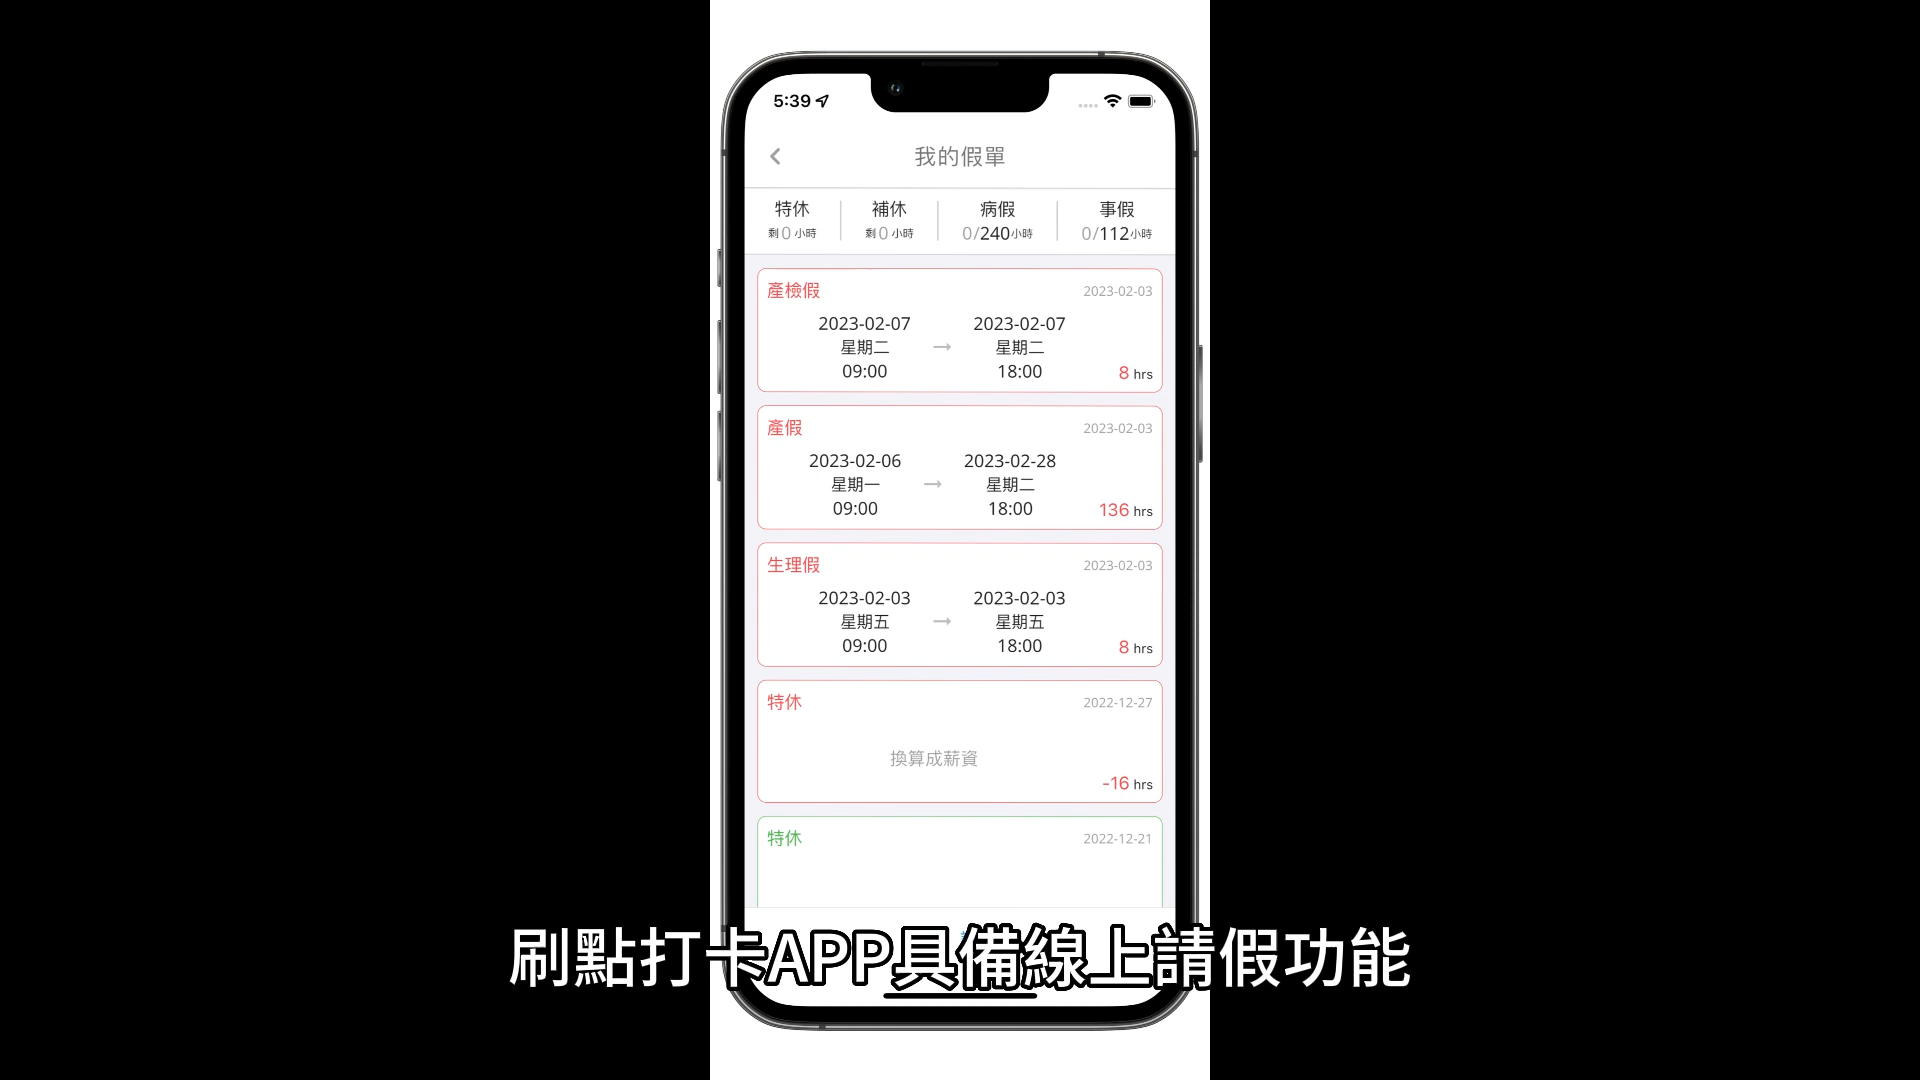 5:39
我的假單
特休 補休 病假 事假
剩0小時 剩0小時 0/240小時 0/112小時
產檢假 2023-02-03
2023-02-07 2023-02-07
星期二 → 星期二
09:00 18:00 8 hrs
產假 2023-02-03
2023-02-06 2023-02-28
星期一 → 星期二
09:00 18:00 136 hrs
生理假 2023-02-03
2023-02-03 2023-02-03
星期五 → 星期五
09:00 18:00 8 hrs
特休 2022-12-27
換算成薪資
-16 hrs
特休 2022-12-21
刷點打卡APP具備線上請假功能